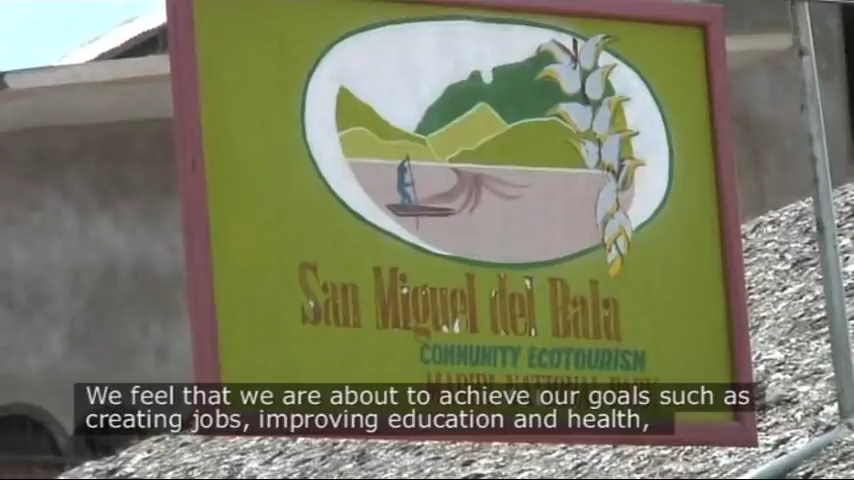 San Miguel del Bala
COMMUNITY ECOTOURISM
We feel that we are about to achieve our goals such as
creating jobs, improving education and health,